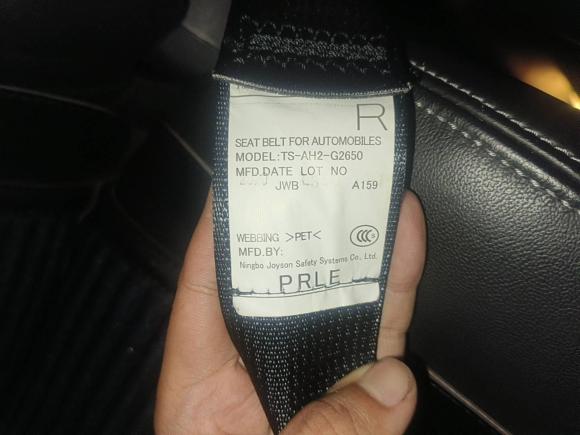 R
SEAT BELT FOR AUTOMOBILES
MODEL:TS-AH2-G2650
MFD.DATE LOT NO
JWB A159
WEBBING >PET< CCC
MFD.BY:
Ningbo Joyson Safety Systems Co., Ltd.
PRLE